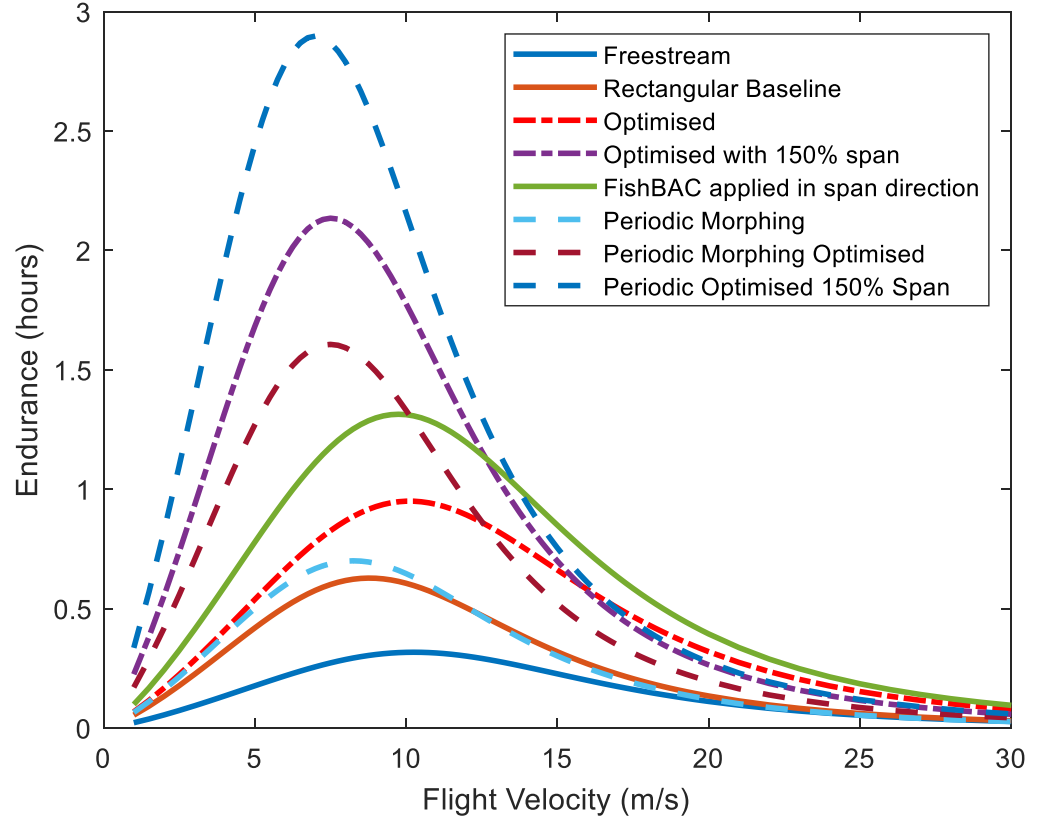 3
2.5
2
1.5
1
0.5
0
0
5
10
15
20
25
30
Endurance (hours)
Flight Velocity (m/s)
Freestream
Rectangular Baseline
Optimised
Optimised with 150% span
FishBAC applied in span direction
Periodic Morphing
Periodic Morphing Optimised
Periodic Optimised 150% Span